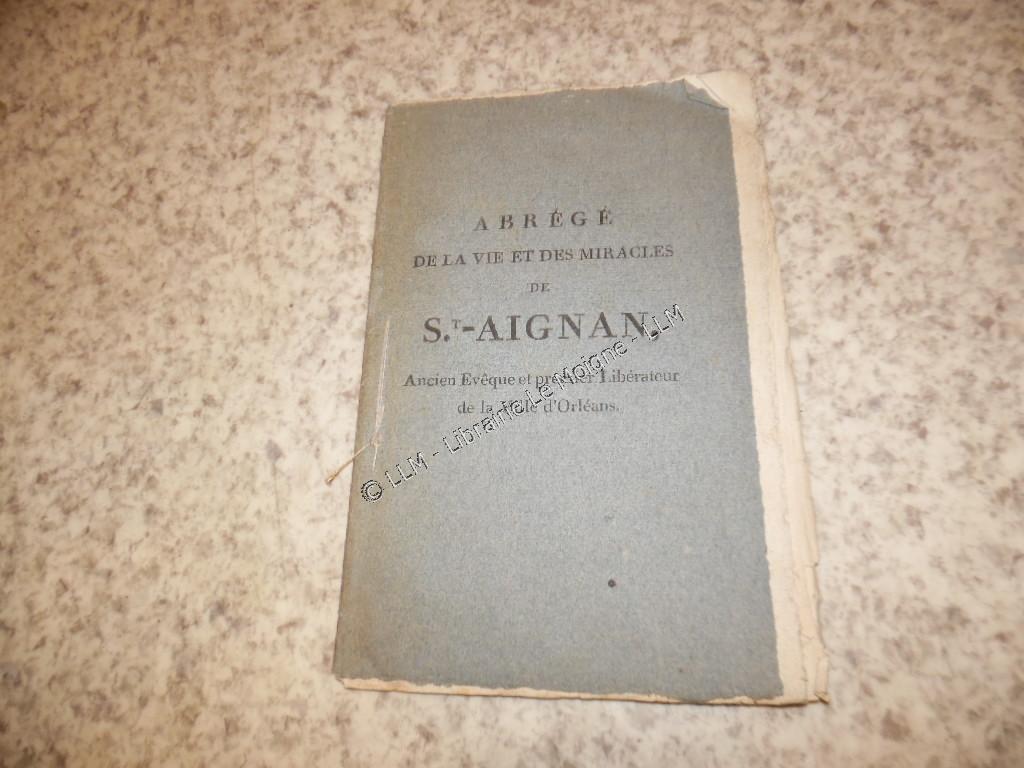 ABRÉGÉ
DE LA VIE ET DES MIRACLES
DE
S.T-AIGNAN,
Ancien Evêque et premier Libérateur
de la Ville d'Orléans.
© LLM - Librairie Le Moigne - LLM